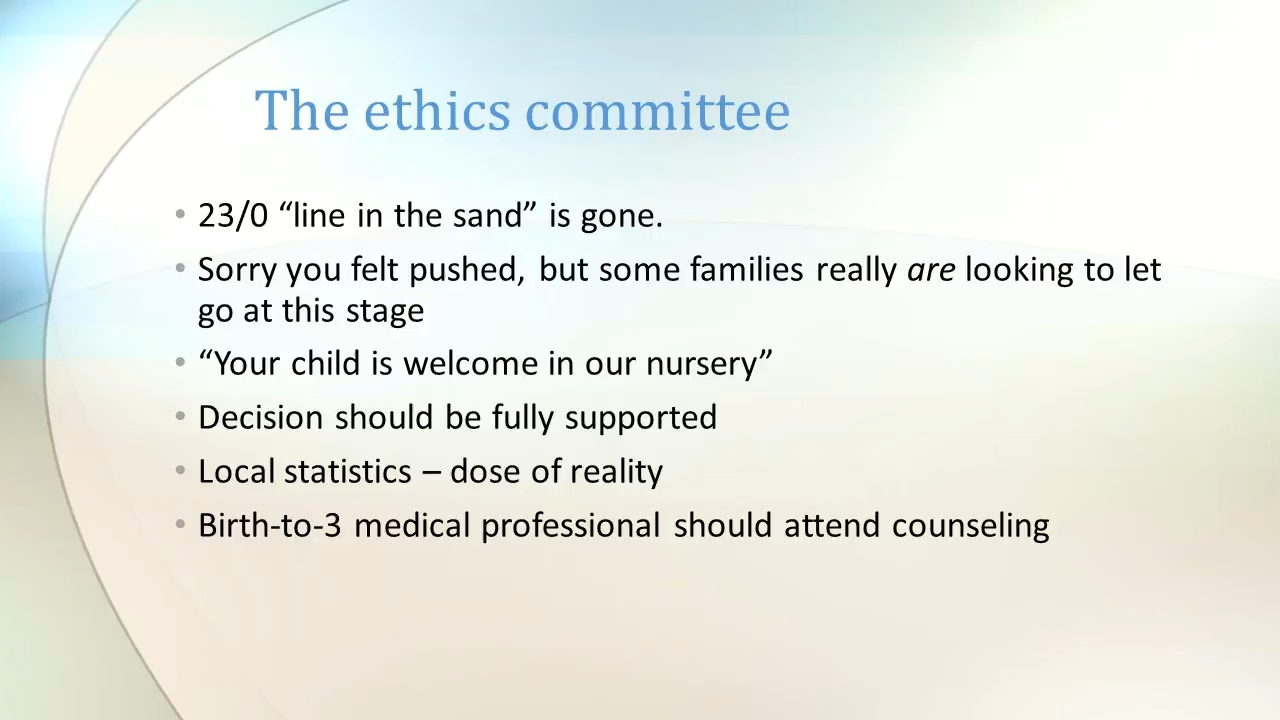 The ethics committee
• 23/0 “line in the sand” is gone.
• Sorry you felt pushed, but some families really are looking to let
go at this stage
• “Your child is welcome in our nursery”
• Decision should be fully supported
• Local statistics – dose of reality
• Birth-to-3 medical professional should attend counseling